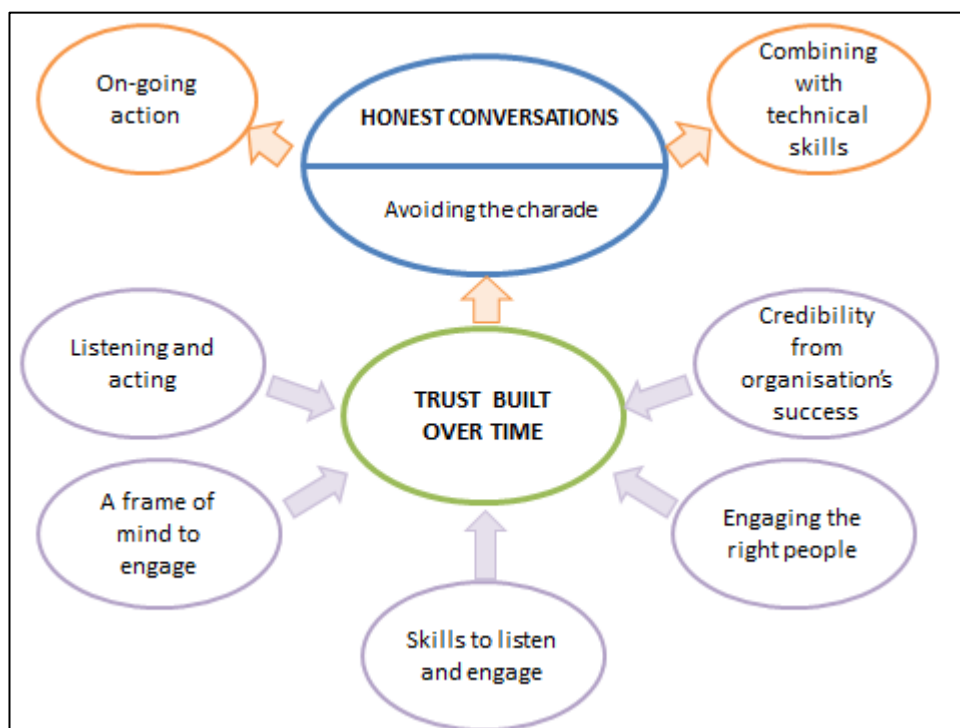 On-going
action
HONEST CONVERSATIONS
Avoiding the charade
Combining
with
technical
skills
Listening and
acting
TRUST BUILT
OVER TIME
Credibility
from
organisation's
success
A frame of
mind to
engage
Engaging the
right people
Skills to listen
and engage